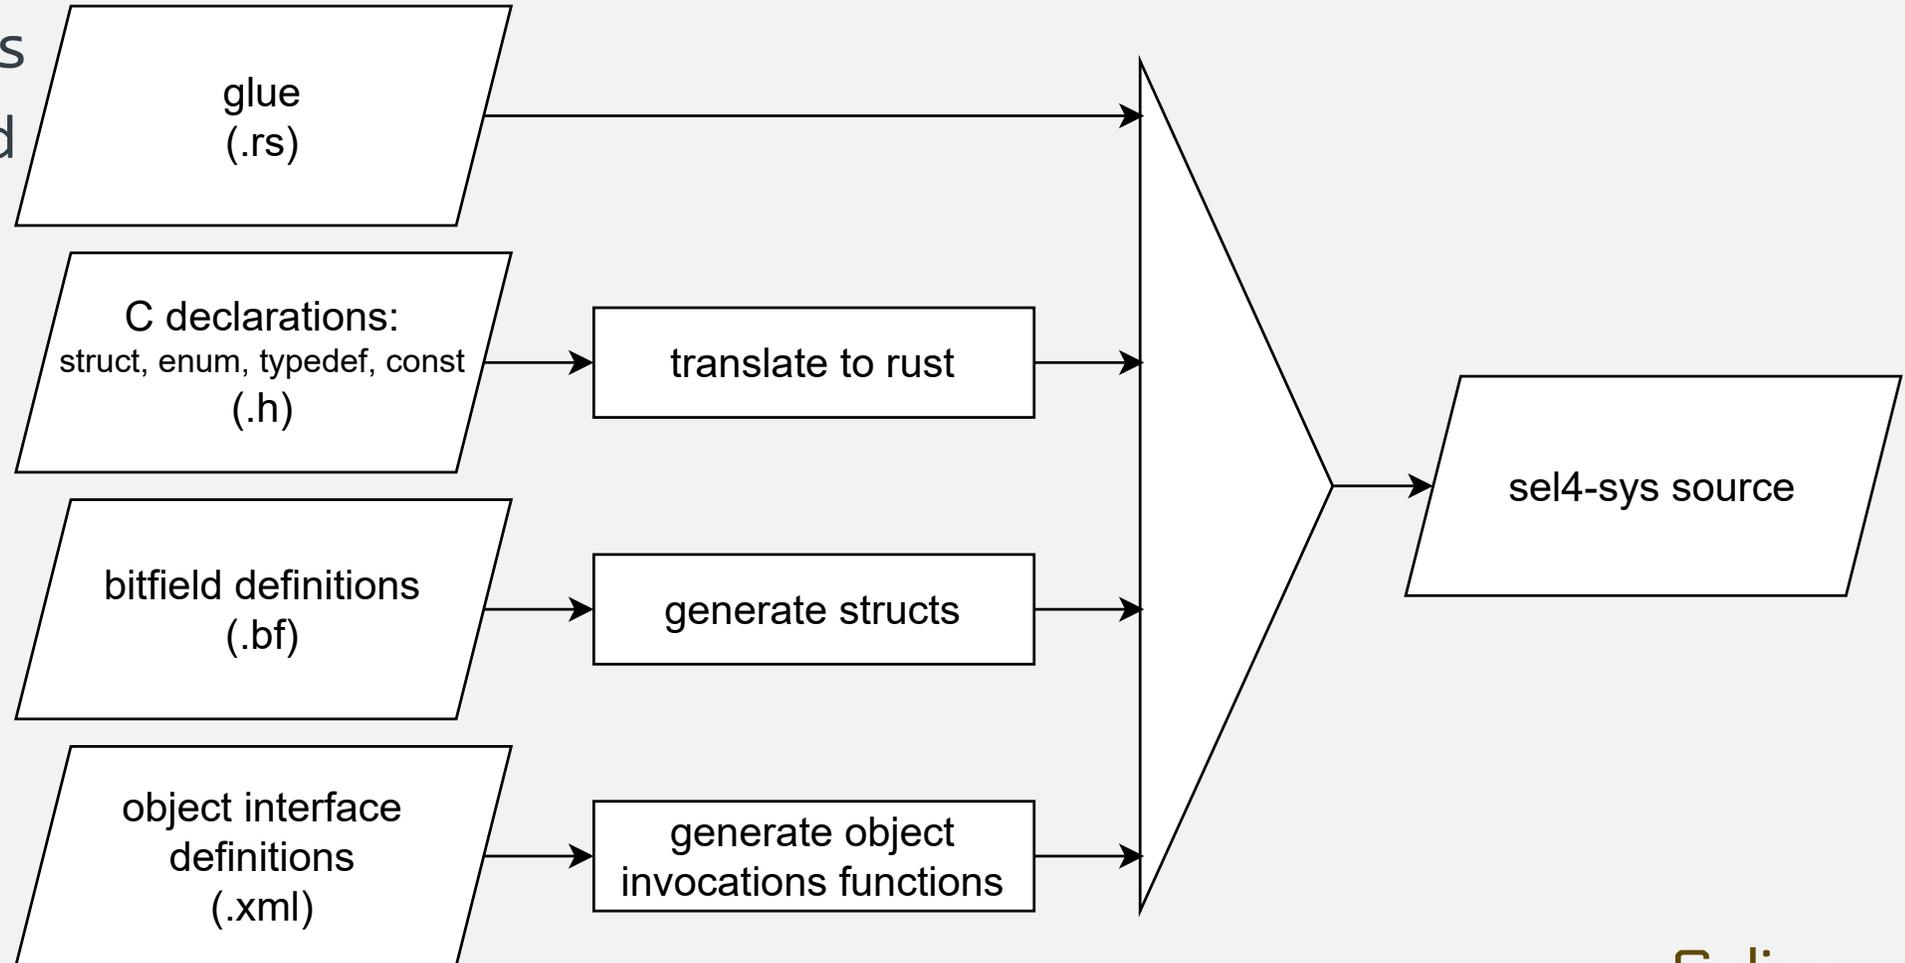 s
d
glue
(.rs)
C declarations:
struct, enum, typedef, const
(.h)
translate to rust
bitfield definitions
(.bf)
generate structs
object interface
definitions
(.xml)
generate object
invocations functions
sel4-sys source